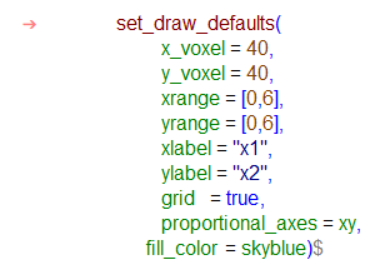 → set_draw_defaults(
x_voxel = 40,
y_voxel = 40,
xrange = [0,6],
yrange = [0,6],
xlabel = "x1",
ylabel = "x2",
grid = true,
proportional_axes = xy,
fill_color = skyblue)$